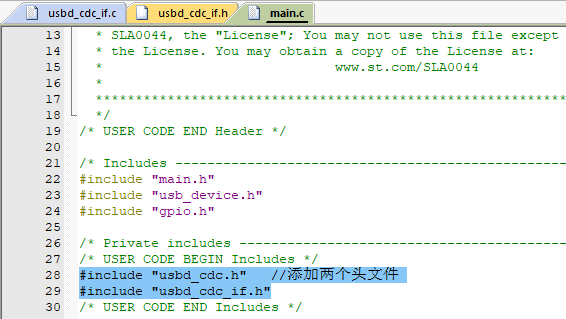 usbd_cdc_if.c usbd_cdc_if.h main.c
13 * SLA0044, the "License"; You may not use this file except
14 * the License. You may obtain a copy of the License at:
15 * www.st.com/SLA0044
16 *
17 ******************************************************************
18 */
19 /* USER CODE END Header */
20
21 /* Includes ------------------------------------------------
22 #include "main.h"
23 #include "usb_device.h"
24 #include "gpio.h"
25
26 /* Private includes ----------------------------------------
27 /* USER CODE BEGIN Includes */
28 #include "usbd_cdc.h" //添加两个头文件
29 #include "usbd_cdc_if.h"
30 /* USER CODE END Includes */